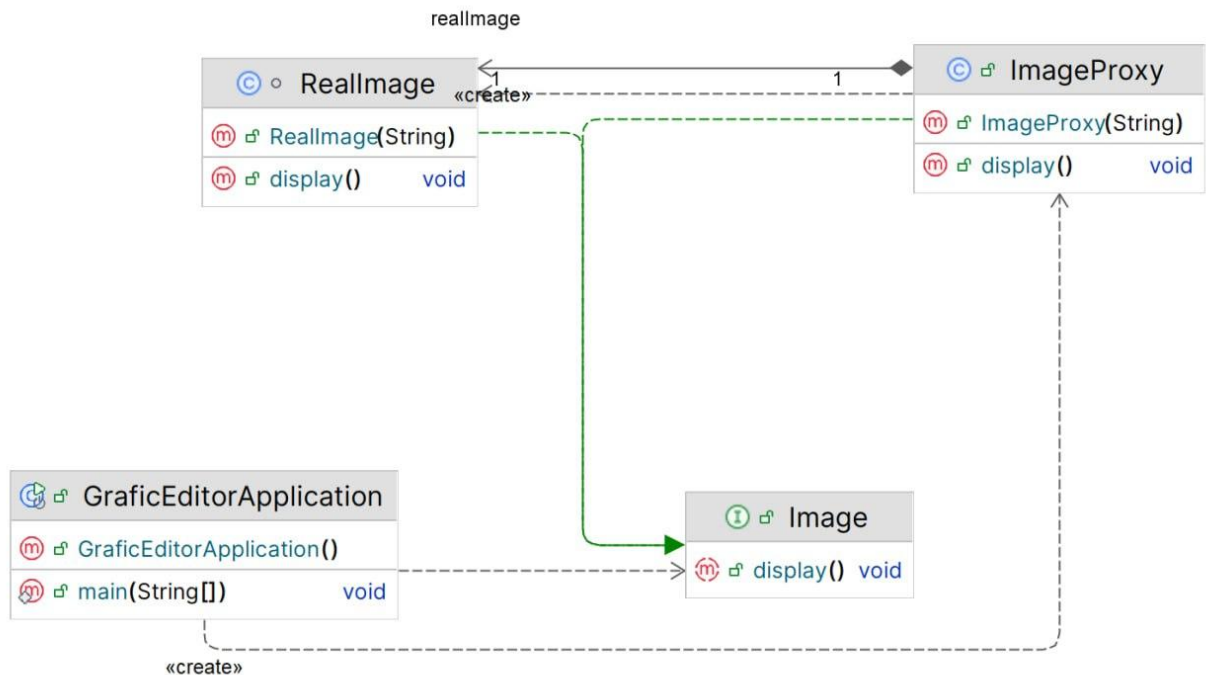 realImage
RealImage
RealImage(String)
display() void
1
1
«create»
ImageProxy
ImageProxy(String)
display() void
GraficEditorApplication
GraficEditorApplication()
main(String[]) void
Image
display() void
«create»